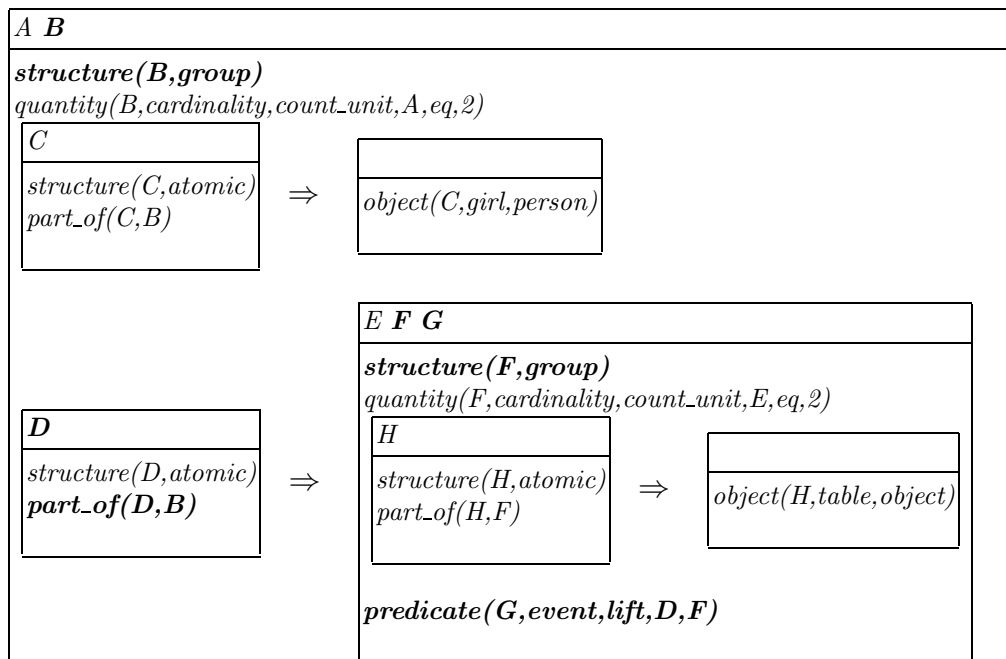 A B
structure(B,group)
quantity(B,cardinality,count_unit,A,eq,2)
C
structure(C,atomic)
part_of(C,B)
⇒
object(C,girl,person)
E F G
structure(F,group)
quantity(F,cardinality,count_unit,E,eq,2)
D
structure(D,atomic)
part_of(D,B)
⇒
H
structure(H,atomic)
part_of(H,F)
⇒
object(H,table,object)
predicate(G,event,lift,D,F)